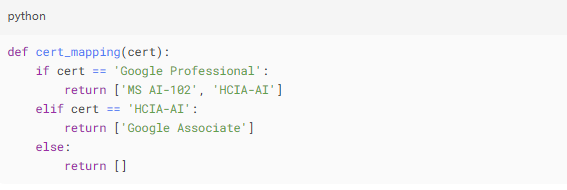 python
def cert_mapping(cert):
    if cert == 'Google Professional':
        return ['MS AI-102', 'HCIA-AI']
    elif cert == 'HCIA-AI':
        return ['Google Associate']
    else:
        return []